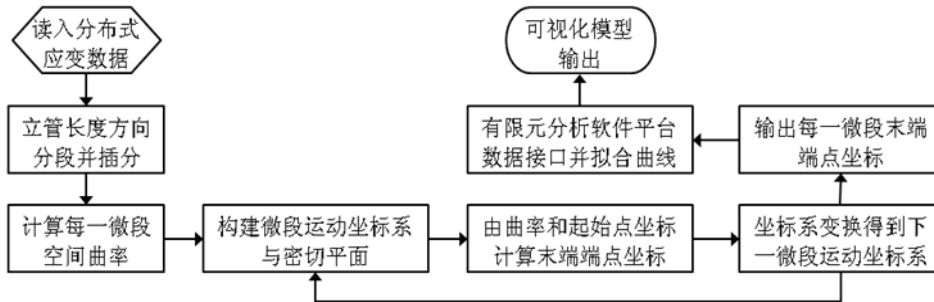 读入分布式
应变数据
立管长度方向
分段并插分
计算每一微段
空间曲率
构建微段运动坐标系
与密切平面
由曲率和起始点坐标
计算末端端点坐标
坐标系变换得到下
一微段运动坐标系
输出每一微段末端
端点坐标
有限元分析软件平台
数据接口并拟合曲线
可视化模型
输出